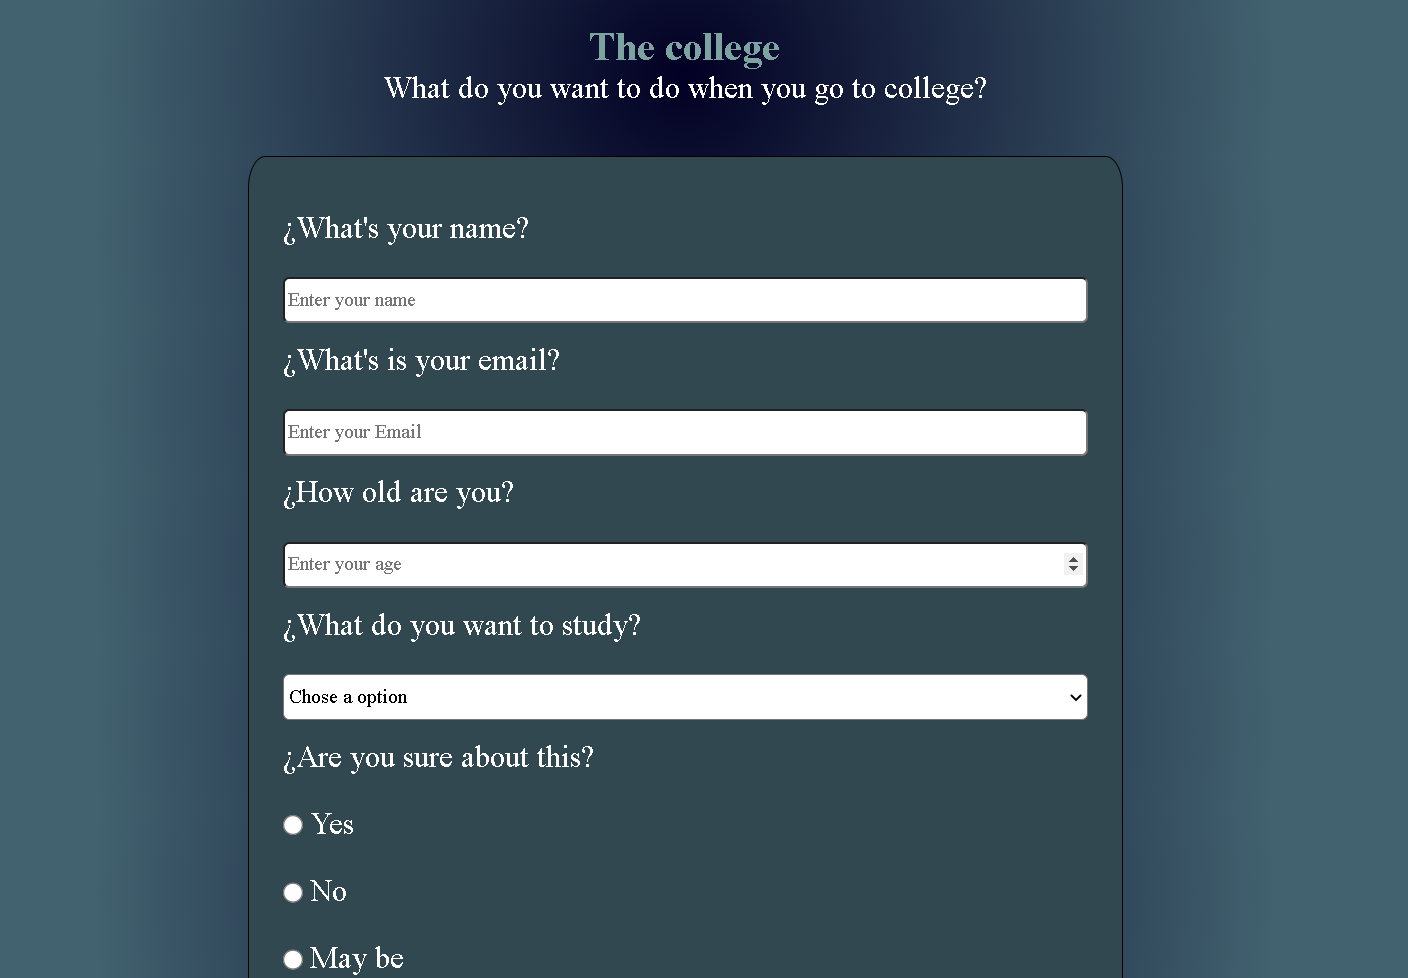 The college
What do you want to do when you go to college?
¿What's your name?
Enter your name
¿What's is your email?
Enter your Email
¿How old are you?
Enter your age
¿What do you want to study?
Chose a option
¿Are you sure about this?
Yes
No
May be